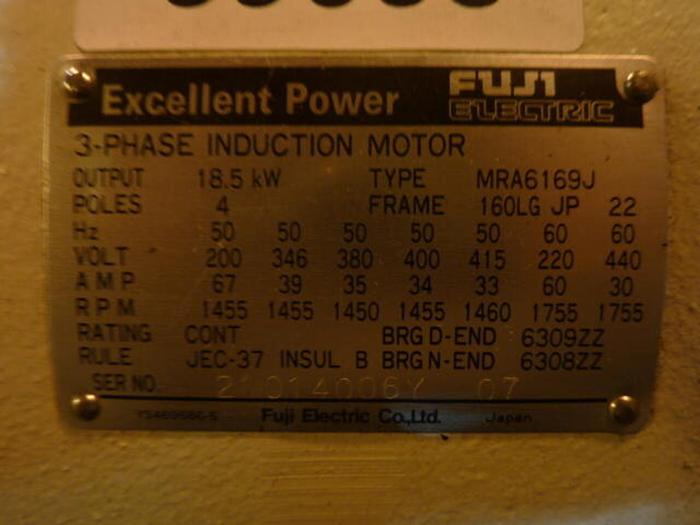 Excellent Power FUJI ELECTRIC
3-PHASE INDUCTION MOTOR
OUTPUT 18.5 kW TYPE MRA6169J
POLES 4 FRAME 160LG JP 22
Hz 50 50 50 50 50 60 60
VOLT 200 346 380 400 415 220 440
AMP 67 39 35 34 33 60 30
RPM 1455 1455 1450 1455 1460 1755 1755
RATING CONT BRG D-END 6309ZZ
RULE JEC-37 INSUL B BRG N-END 6308ZZ
SER NO. 21014006Y 07
Fuji Electric Co.,Ltd. Japan